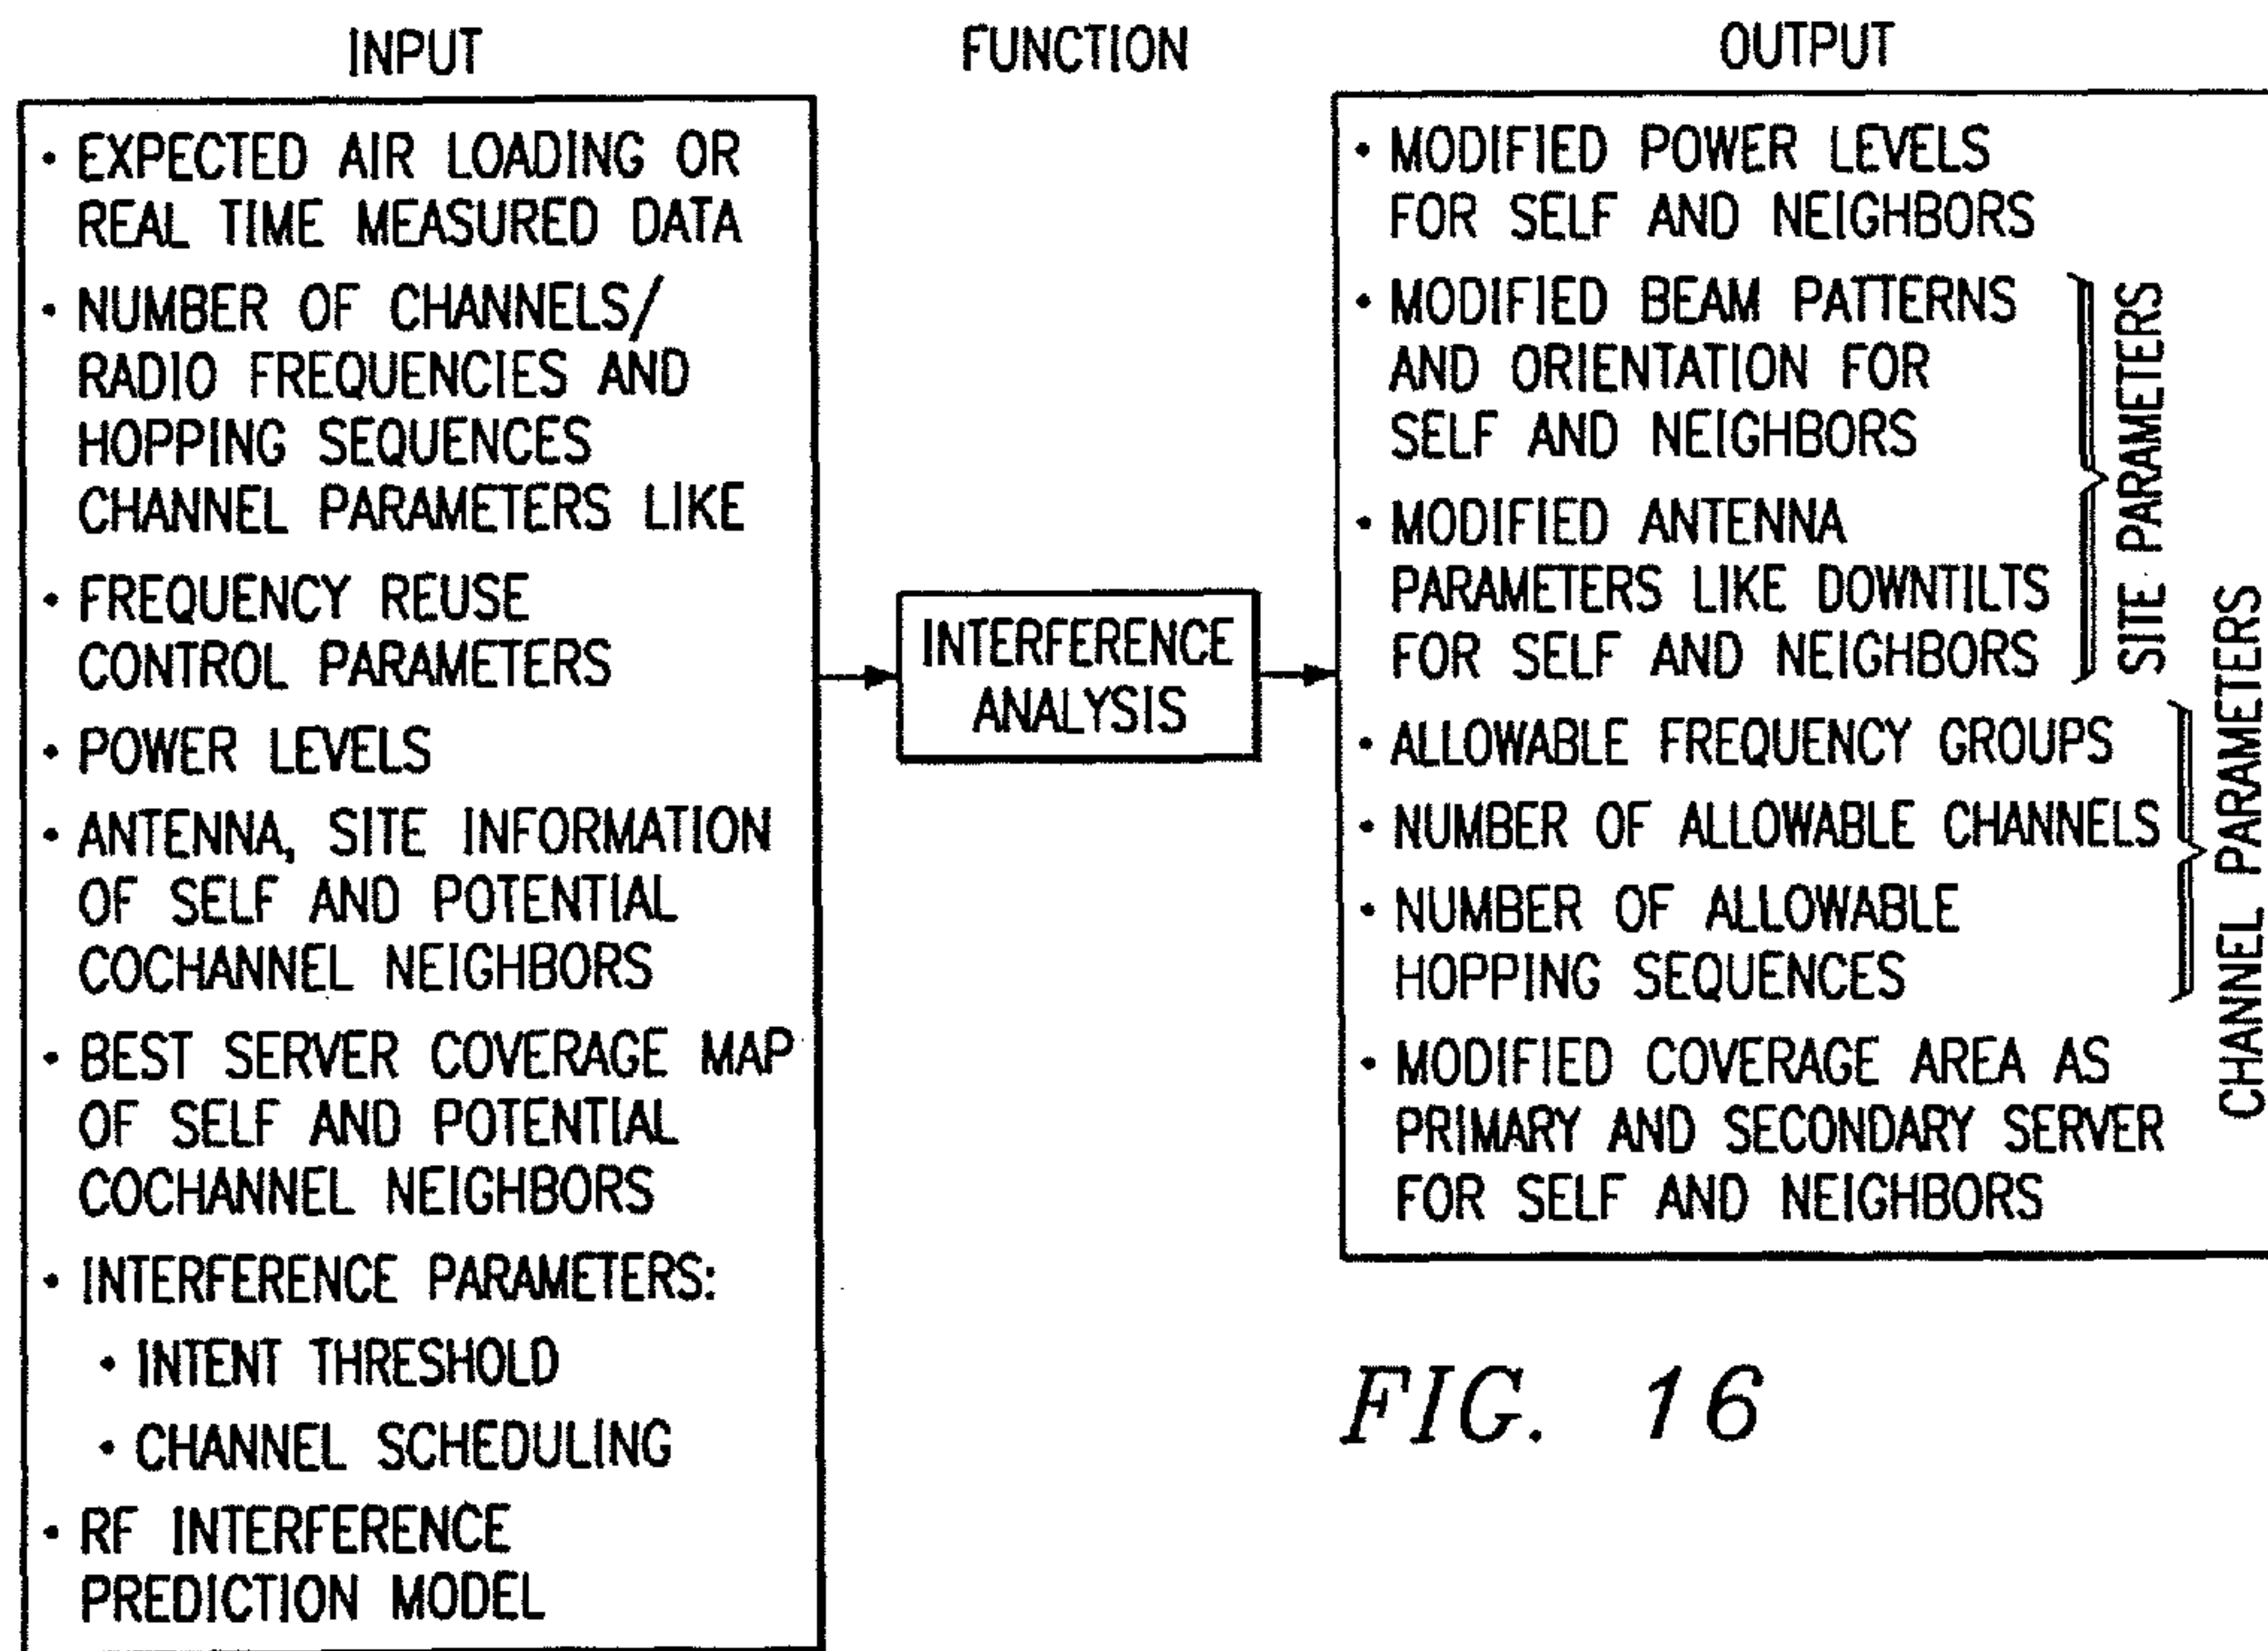 INPUT
• EXPECTED AIR LOADING OR
REAL TIME MEASURED DATA
• NUMBER OF CHANNELS/
RADIO FREQUENCIES AND
HOPPING SEQUENCES
CHANNEL PARAMETERS LIKE
• FREQUENCY REUSE
CONTROL PARAMETERS
• POWER LEVELS
• ANTENNA, SITE INFORMATION
OF SELF AND POTENTIAL
COCHANNEL NEIGHBORS
• BEST SERVER COVERAGE MAP
OF SELF AND POTENTIAL
COCHANNEL NEIGHBORS
• INTERFERENCE PARAMETERS:
• INTENT THRESHOLD
• CHANNEL SCHEDULING
• RF INTERFERENCE
PREDICTION MODEL
FUNCTION
INTERFERENCE
ANALYSIS
OUTPUT
• MODIFIED POWER LEVELS
FOR SELF AND NEIGHBORS
• MODIFIED BEAM PATTERNS
AND ORIENTATION FOR
SELF AND NEIGHBORS
• MODIFIED ANTENNA
PARAMETERS LIKE DOWNTILTS
FOR SELF AND NEIGHBORS
SITE PARAMETERS
• ALLOWABLE FREQUENCY GROUPS
• NUMBER OF ALLOWABLE CHANNELS
• NUMBER OF ALLOWABLE
HOPPING SEQUENCES
CHANNEL PARAMETERS
• MODIFIED COVERAGE AREA AS
PRIMARY AND SECONDARY SERVER
FOR SELF AND NEIGHBORS
FIG. 16